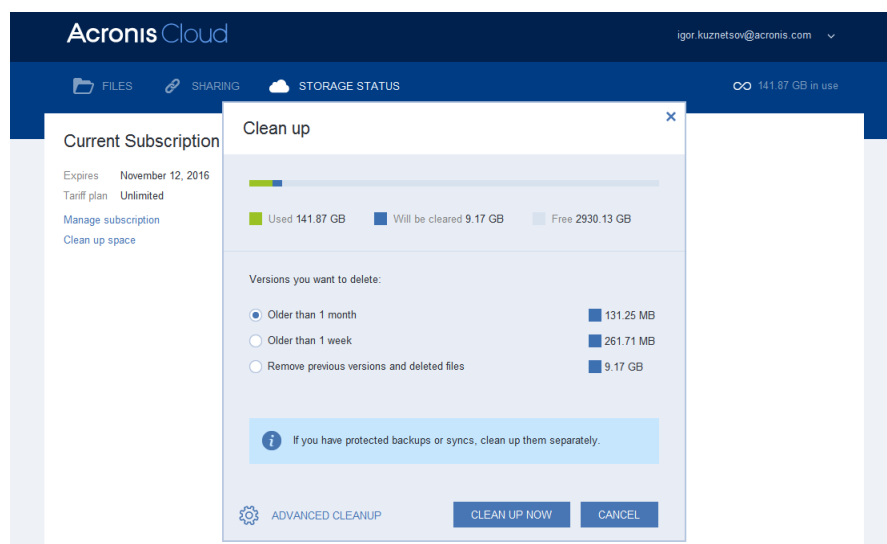 Acronis Cloud
igor.kuznetsov@acronis.com
FILES
SHARING
STORAGE STATUS
141.87 GB in use
Current Subscription
Expires November 12, 2016
Tariff plan Unlimited
Manage subscription
Clean up space
Clean up
Used 141.87 GB
Will be cleared 9.17 GB
Free 2930.13 GB
Versions you want to delete:
Older than 1 month 131.25 MB
Older than 1 week 261.71 MB
Remove previous versions and deleted files 9.17 GB
If you have protected backups or syncs, clean up them separately.
ADVANCED CLEANUP
CLEAN UP NOW
CANCEL